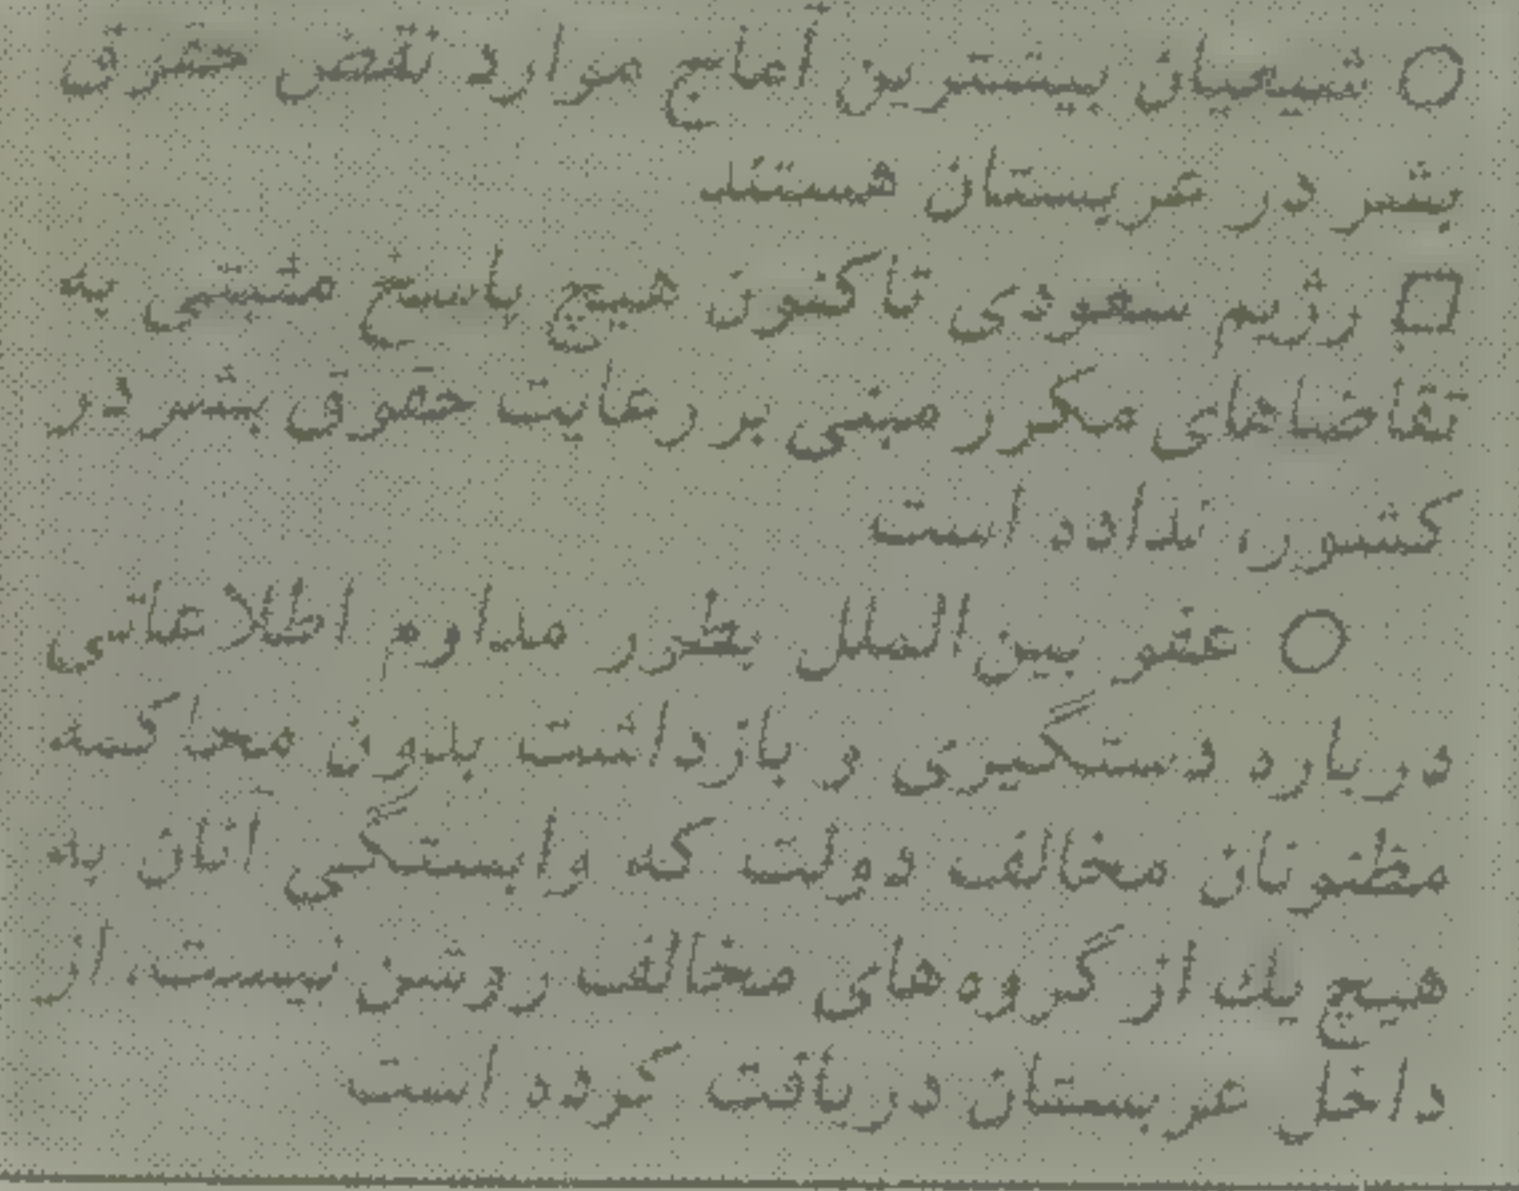 ○ شیعیان بیشترین آماج موارد نقض حقوق
بشر در عربستان هستند
□ رژیم سعودی تاکنون هیچ پاسخ مثبتی به
تقاضاهای مکرر مبنی بر رعایت حقوق بشر در
کشور، نداده است
○ عفو بین‌الملل بطور مداوم اطلاعاتی
درباره دستگیری و بازداشت بدون محاکمه
مظنونان مخالف دولت که وابستگی آنان به
هیچ یک از گروه‌های مخالف روشن نیست، از
داخل عربستان دریافت کرده است